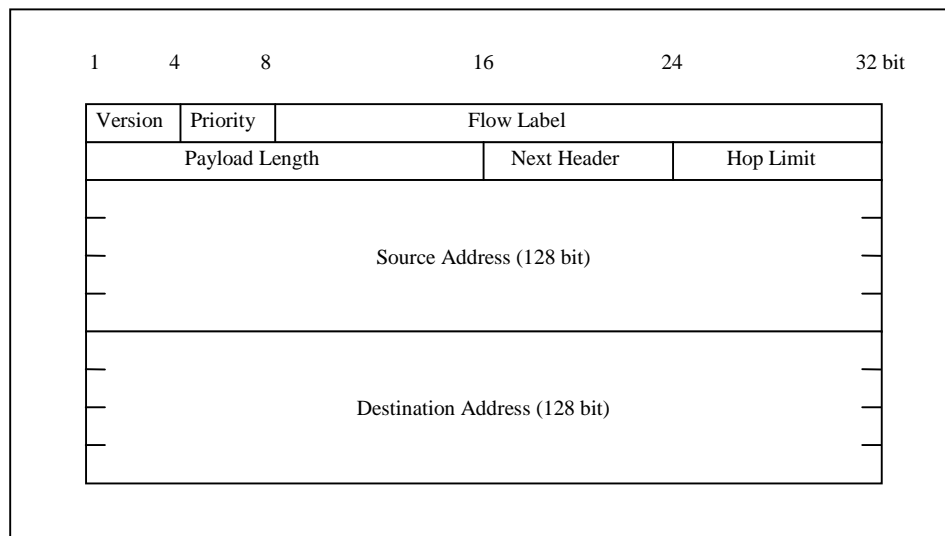 1 4 8 16 24 32 bit
Version Priority Flow Label
Payload Length Next Header Hop Limit
Source Address (128 bit)
Destination Address (128 bit)